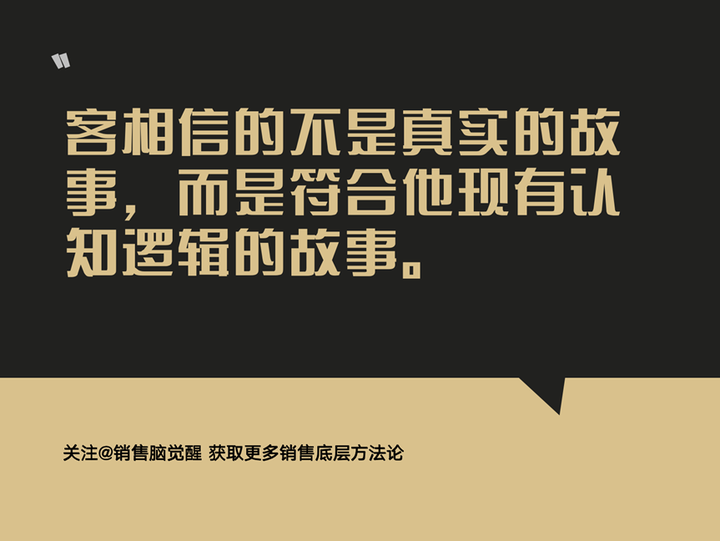 客相信的不是真实的故
事，而是符合他现有认
知逻辑的故事。
关注@销售脑觉醒 获取更多销售底层方法论